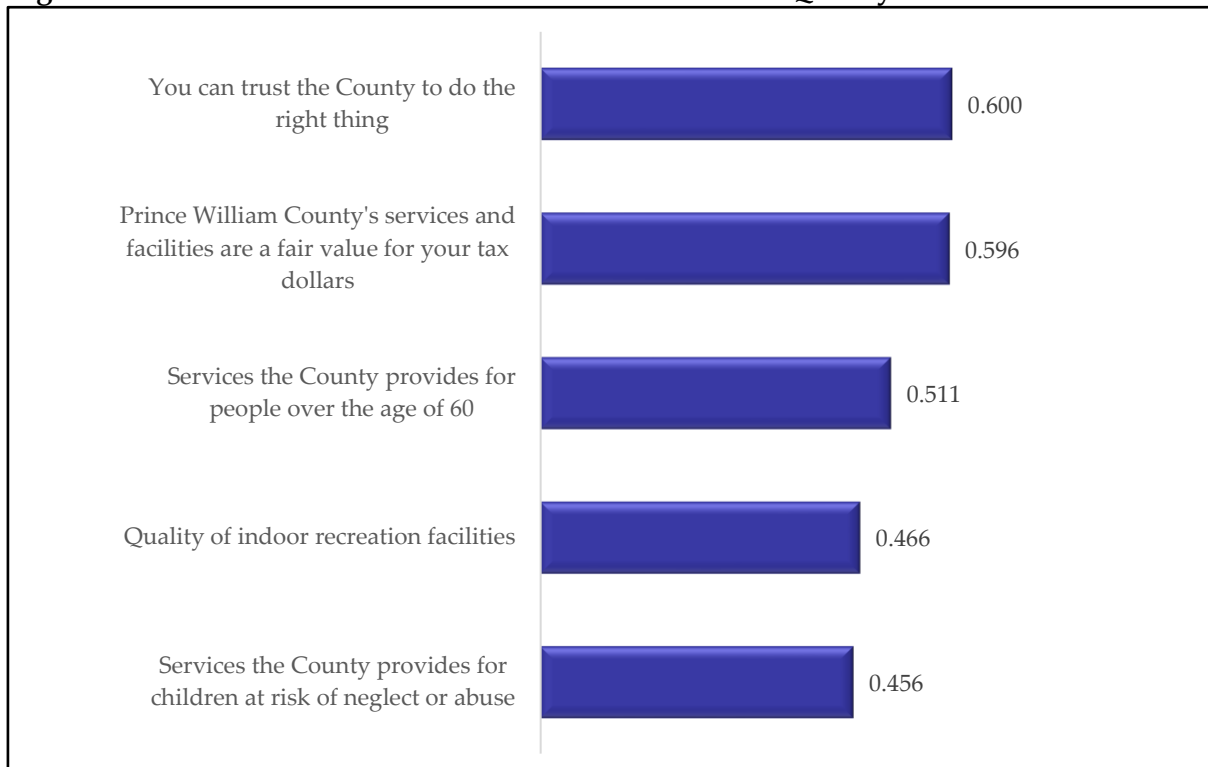 You can trust the County to do the
right thing
0.600
Prince William County's services and
facilities are a fair value for your tax
dollars
0.596
Services the County provides for
people over the age of 60
0.511
Quality of indoor recreation facilities
0.466
Services the County provides for
children at risk of neglect or abuse
0.456